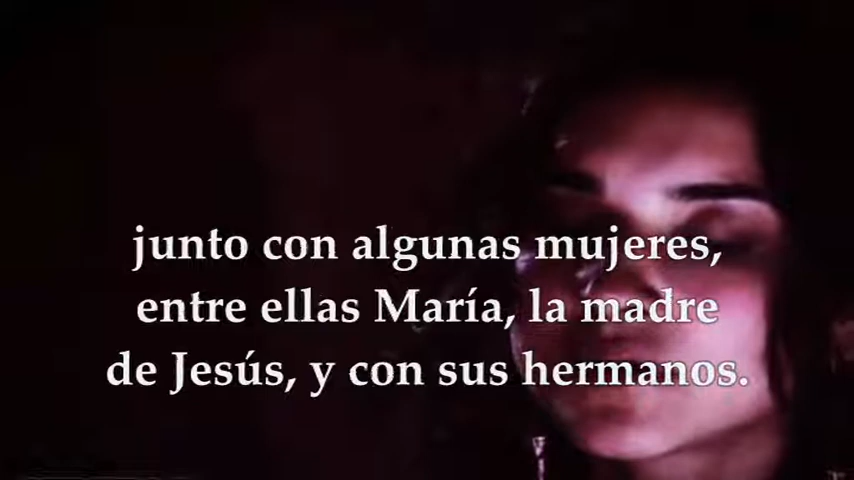 junto con algunas mujeres,
entre ellas María, la madre
de Jesús, y con sus hermanos.